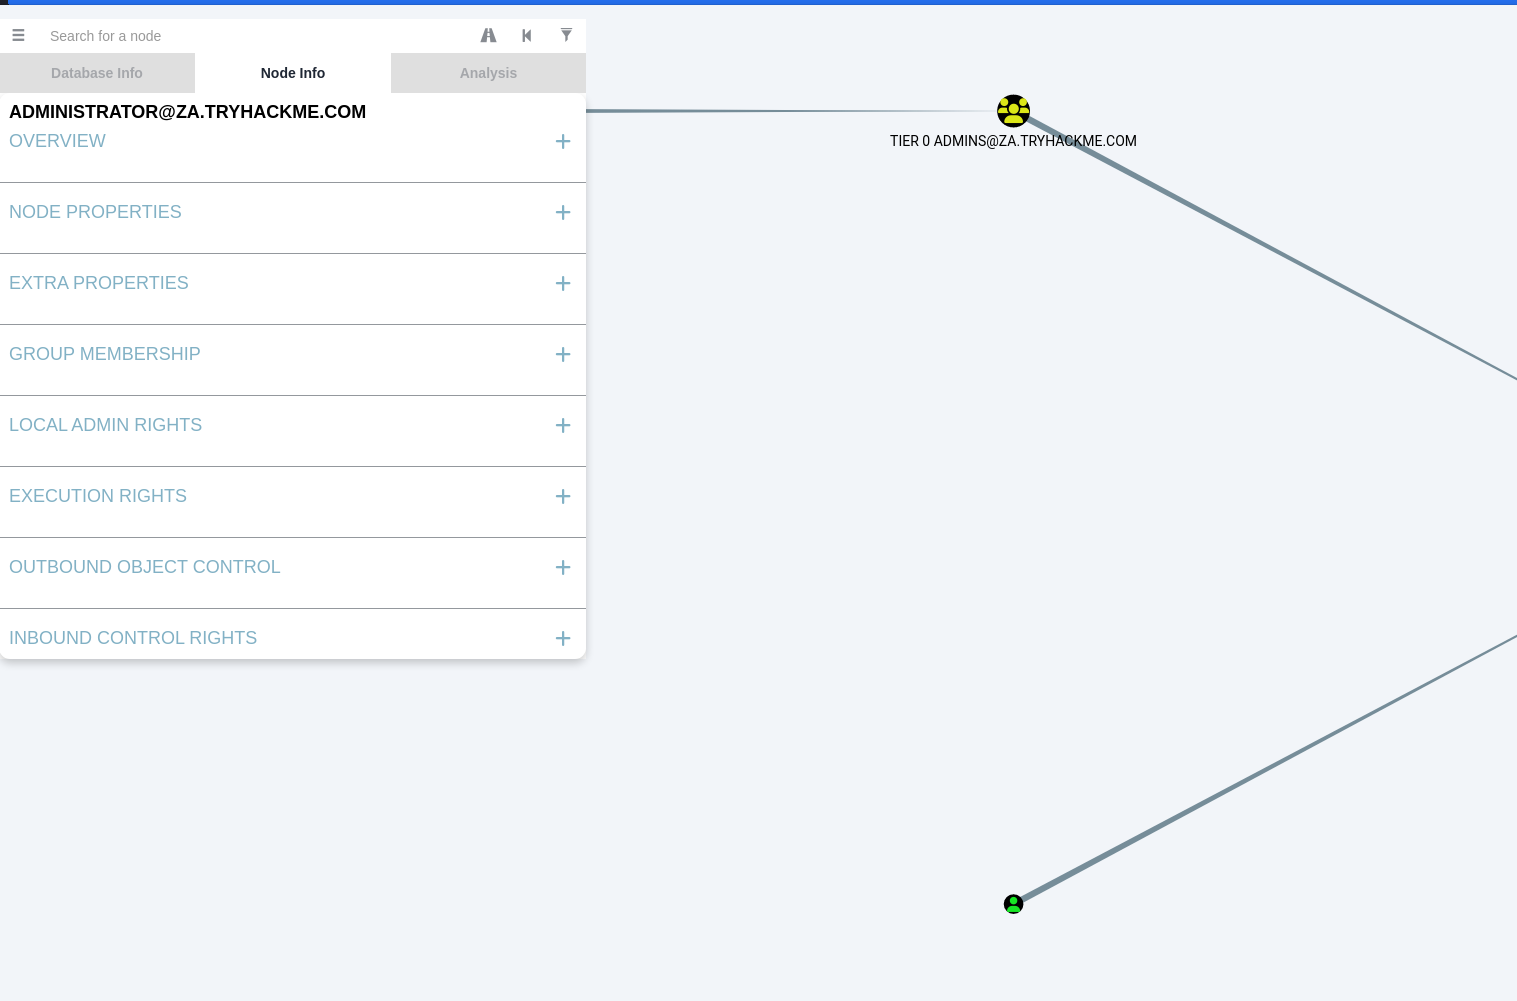 Search for a node
Database Info
Node Info
Analysis
ADMINISTRATOR@ZA.TRYHACKME.COM
OVERVIEW
NODE PROPERTIES
EXTRA PROPERTIES
GROUP MEMBERSHIP
LOCAL ADMIN RIGHTS
EXECUTION RIGHTS
OUTBOUND OBJECT CONTROL
INBOUND CONTROL RIGHTS
TIER 0 ADMINS@ZA.TRYHACKME.COM